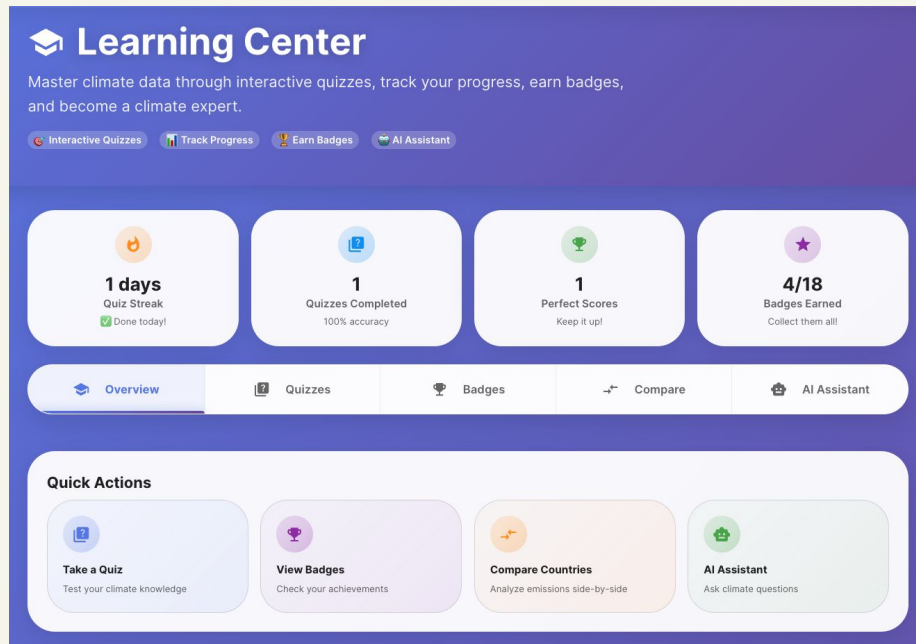 Learning Center
Master climate data through interactive quizzes, track your progress, earn badges,
and become a climate expert.
Interactive Quizzes
Track Progress
Earn Badges
AI Assistant
1 days
Quiz Streak
Done today!
1
Quizzes Completed
100% accuracy
1
Perfect Scores
Keep it up!
4/18
Badges Earned
Collect them all!
Overview
Quizzes
Badges
Compare
AI Assistant
Quick Actions
Take a Quiz
Test your climate knowledge
View Badges
Check your achievements
Compare Countries
Analyze emissions side-by-side
AI Assistant
Ask climate questions